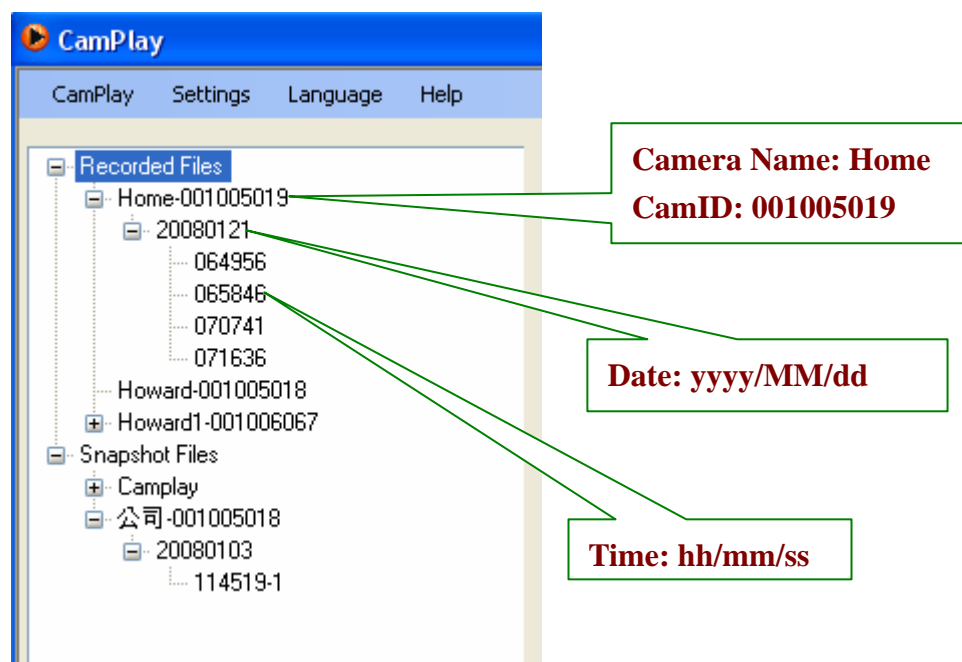 CamPlay
CamPlay Settings Language Help
Recorded Files
Home-001005019
20080121
064956
065846
070741
071636
Howard-001005018
Howard1-001006067
Snapshot Files
Camplay
公司-001005018
20080103
114519-1
Camera Name: Home
CamID: 001005019
Date: yyyy/MM/dd
Time: hh/mm/ss